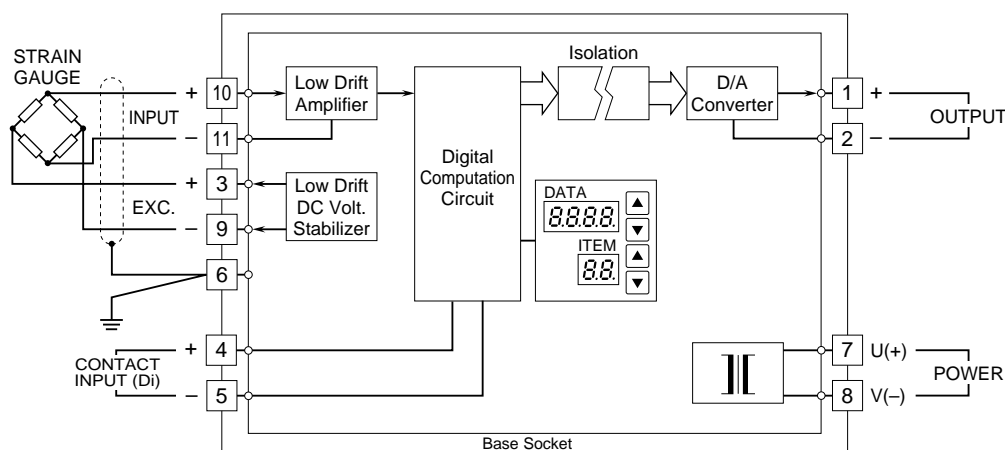 STRAIN
GAUGE
+ 10
INPUT
– 11
+ 3
EXC.
– 9
6
+ 4
CONTACT
INPUT (Di)
– 5
Low Drift
Amplifier
Low Drift
DC Volt.
Stabilizer
Digital
Computation
Circuit
Isolation
D/A
Converter
DATA
8.8.8.8.
ITEM
8.8.
1 +
OUTPUT
2 –
7 U(+)
POWER
8 V(–)
Base Socket